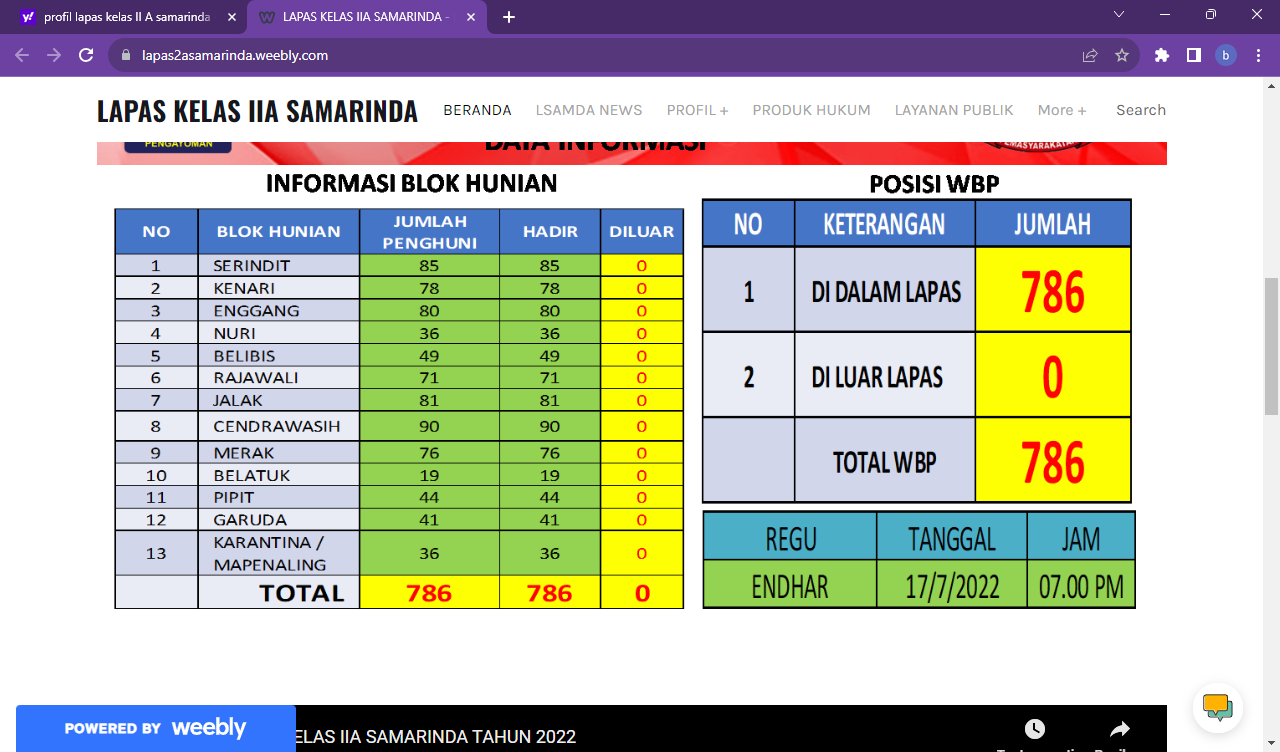 profil lapas kelas II A samarinda
LAPAS KELAS IIA SAMARINDA -
lapas2asamarinda.weebly.com
b
LAPAS KELAS IIA SAMARINDA
BERANDA
LSAMDA NEWS
PROFIL +
PRODUK HUKUM
LAYANAN PUBLIK
More +
Search
PENGAYOMAN
DATA INFORMASI
INFORMASI BLOK HUNIAN
NO BLOK HUNIAN JUMLAH PENGHUNI HADIR DILUAR
1 SERINDIT 85 85 0
2 KENARI 78 78 0
3 ENGGANG 80 80 0
4 NURI 36 36 0
5 BELIBIS 49 49 0
6 RAJAWALI 71 71 0
7 JALAK 81 81 0
8 CENDRAWASIH 90 90 0
9 MERAK 76 76 0
10 BELATUK 19 19 0
11 PIPIT 44 44 0
12 GARUDA 41 41 0
13 KARANTINA / MAPENALING 36 36 0
TOTAL 786 786 0
POSISI WBP
NO KETERANGAN JUMLAH
1 DI DALAM LAPAS 786
2 DI LUAR LAPAS 0
TOTAL WBP 786
REGU TANGGAL JAM
ENDHAR 17/7/2022 07.00 PM
POWERED BY weebly
ELAS IIA SAMARINDA TAHUN 2022